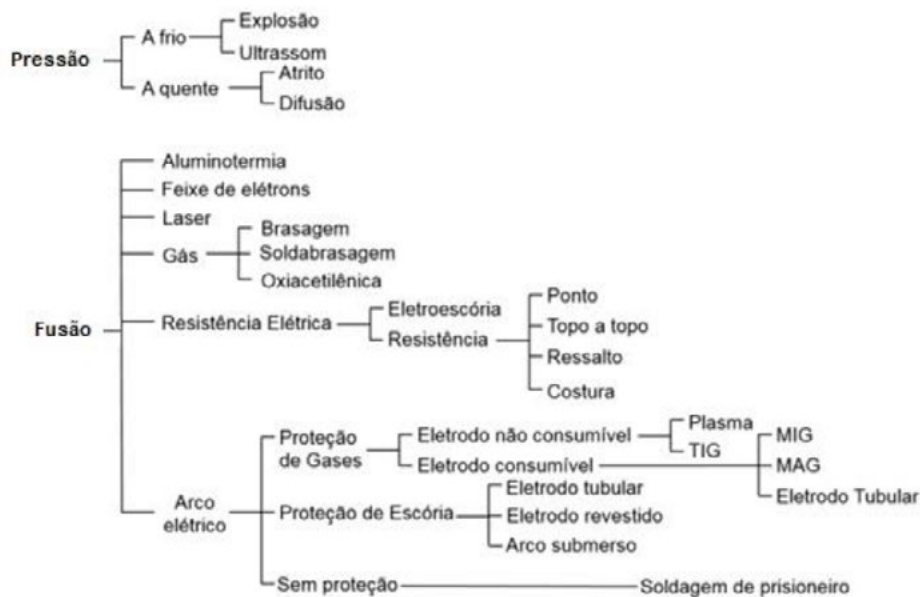 Pressão
A frio
Explosão
Ultrassom
A quente
Atrito
Difusão
Fusão
Aluminotermia
Feixe de elétrons
Laser
Gás
Brasagem
Soldabrasagem
Oxiacetilênica
Resistência Elétrica
Eletroescória
Resistência
Ponto
Topo a topo
Ressalto
Costura
Arco
elétrico
Proteção
de Gases
Eletrodo não consumível
Plasma
TIG
Eletrodo consumível
MIG
MAG
Eletrodo Tubular
Proteção de Escória
Eletrodo tubular
Eletrodo revestido
Arco submerso
Sem proteção
Soldagem de prisioneiro